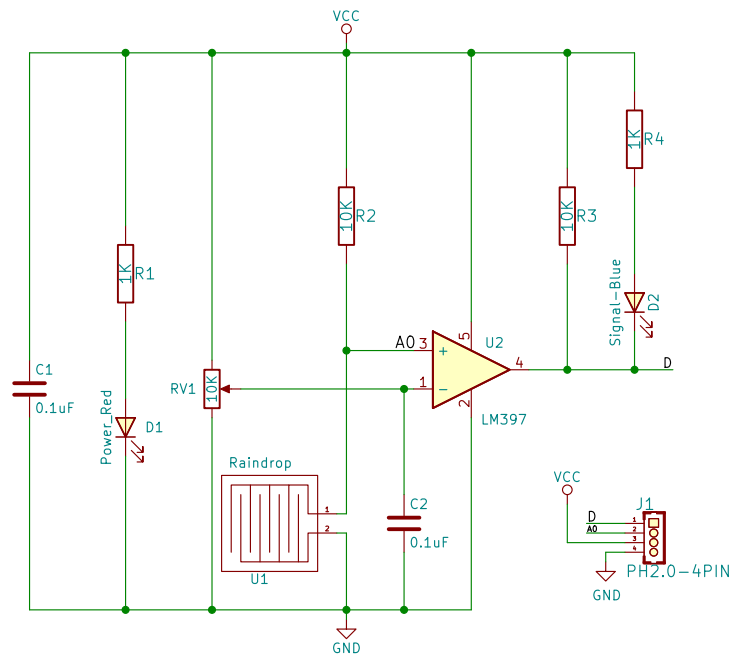 VCC
1K
R4
10K
R2
10K
R3
1K
R1
Signal-Blue
D2
A0
3
+
5
U2
4
D
C1
0.1uF
RV1
10K
1
−
2
LM397
Power_Red
D1
Raindrop
1
2
U1
C2
0.1uF
VCC
J1
D
1
A0
2
3
4
PH2.0-4PIN
GND
GND